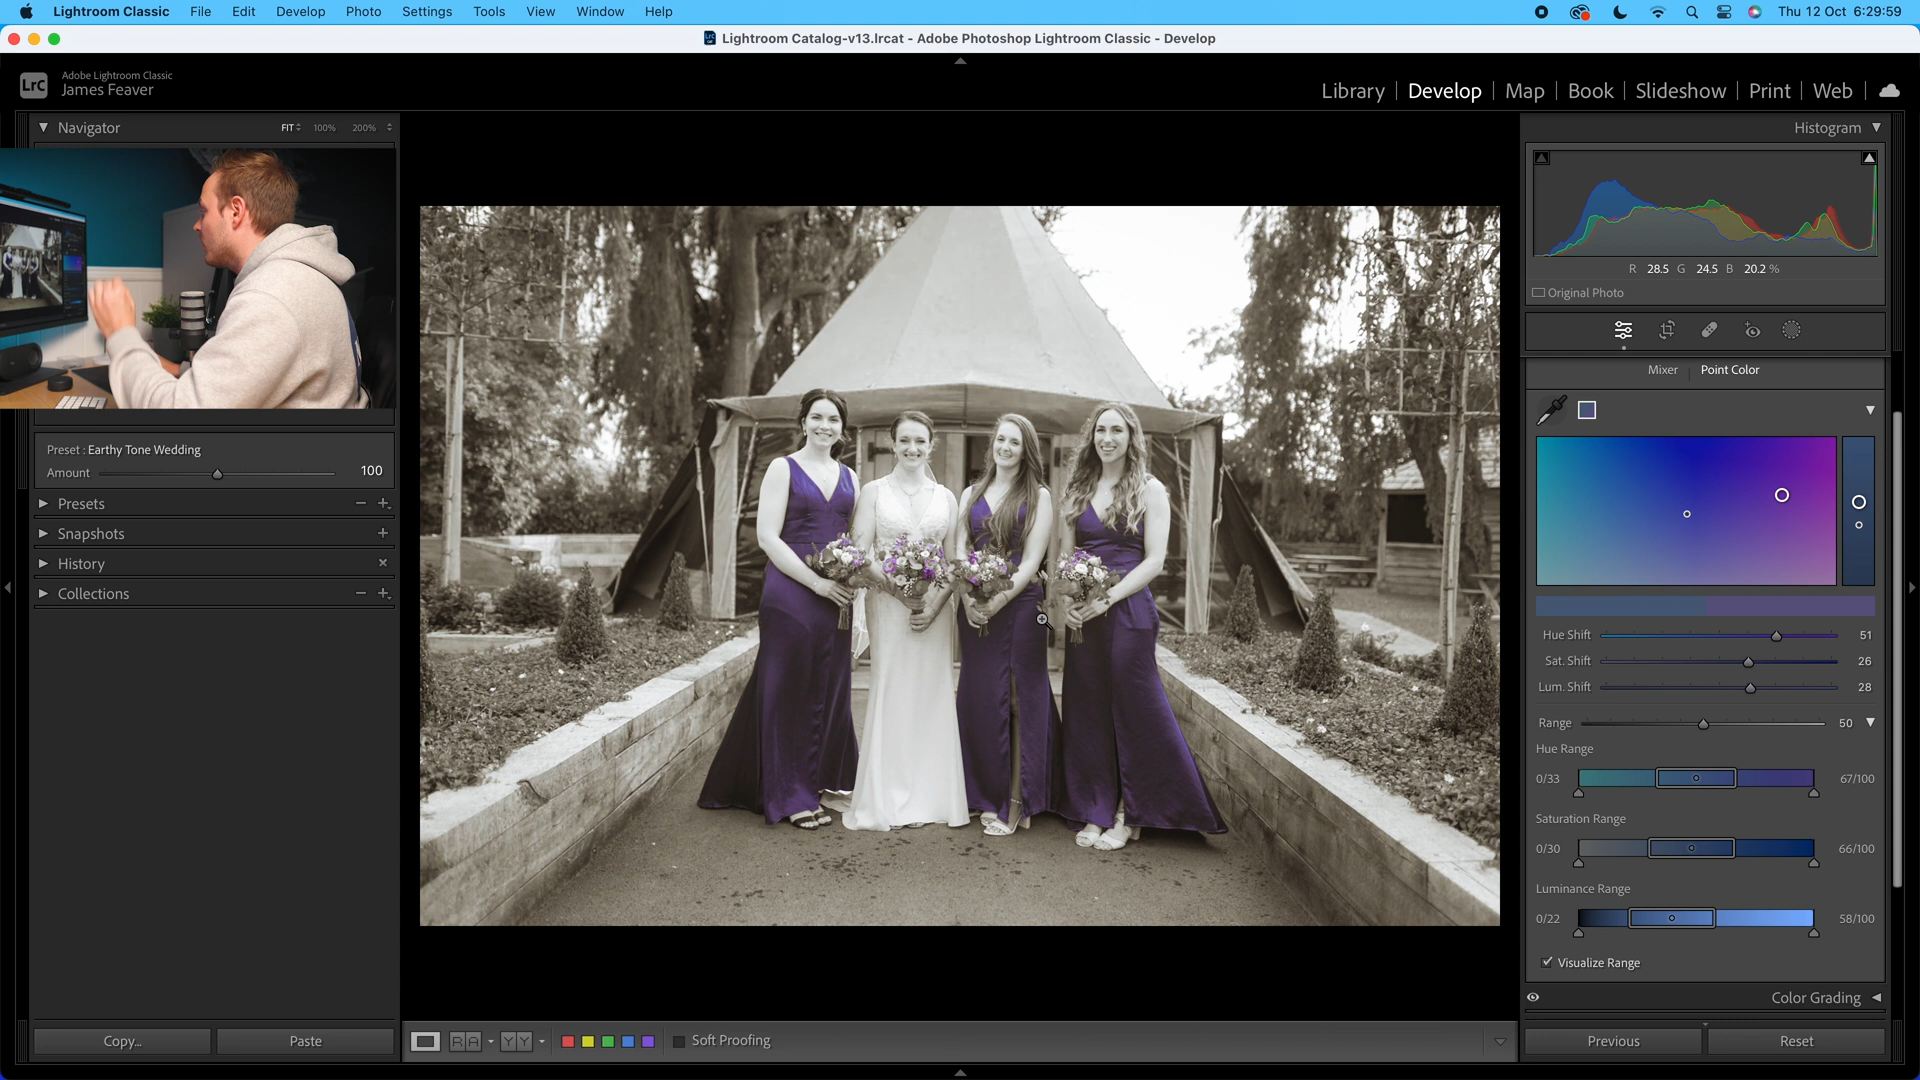 Lightroom Classic File Edit Develop Photo Settings Tools View Window Help Thu 12 Oct 6:29:59
Lightroom Catalog-v13.lrcat - Adobe Photoshop Lightroom Classic - Develop
LrC
Adobe Lightroom Classic
James Feaver
Library | Develop | Map | Book | Slideshow | Print | Web
Navigator FIT 100% 200%
Histogram
R 28.5 G 24.5 B 20.2 %
Original Photo
Mixer | Point Color
Preset : Earthy Tone Wedding
Amount 100
Presets
Snapshots
History
Collections
Hue Shift 51
Sat. Shift 26
Lum. Shift 28
Range 50
Hue Range
0/33 67/100
Saturation Range
0/30 66/100
Luminance Range
0/22 58/100
Visualize Range
Color Grading
Copy... Paste
R A Y Y Soft Proofing
Previous Reset